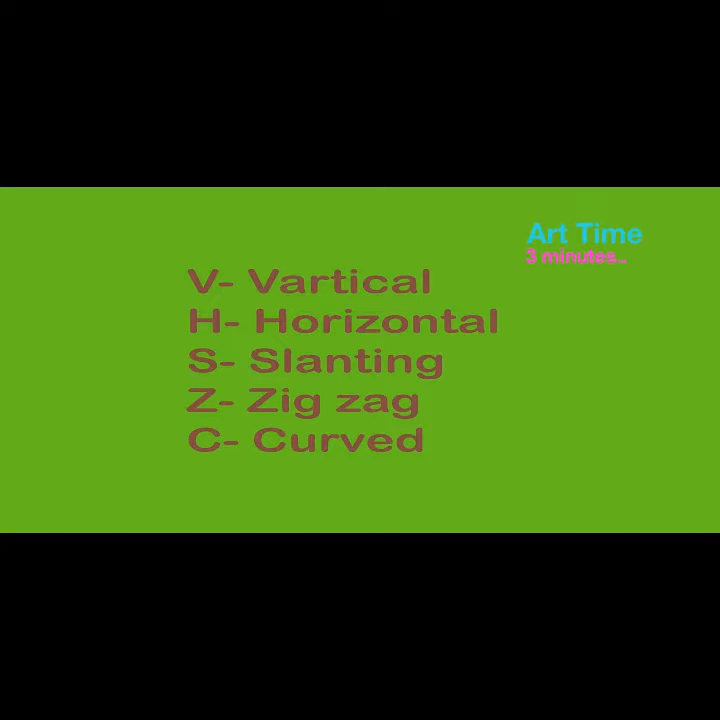 Art Time
3 minutes...
V- Vartical
H- Horizontal
S- Slanting
Z- Zig zag
C- Curved